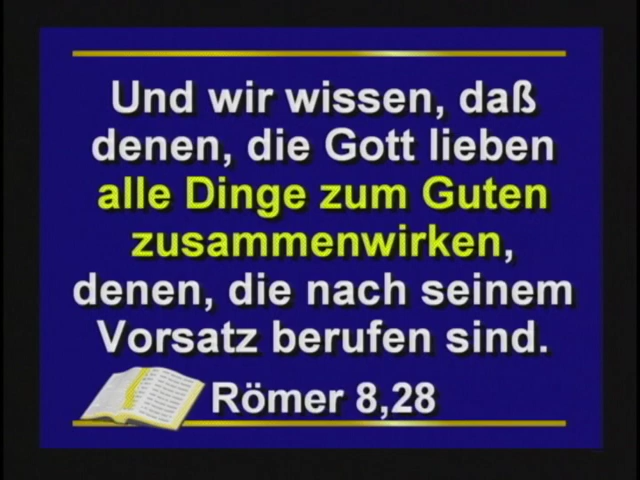 Und wir wissen, daß
denen, die Gott lieben
alle Dinge zum Guten
zusammenwirken,
denen, die nach seinem
Vorsatz berufen sind.
Römer 8,28